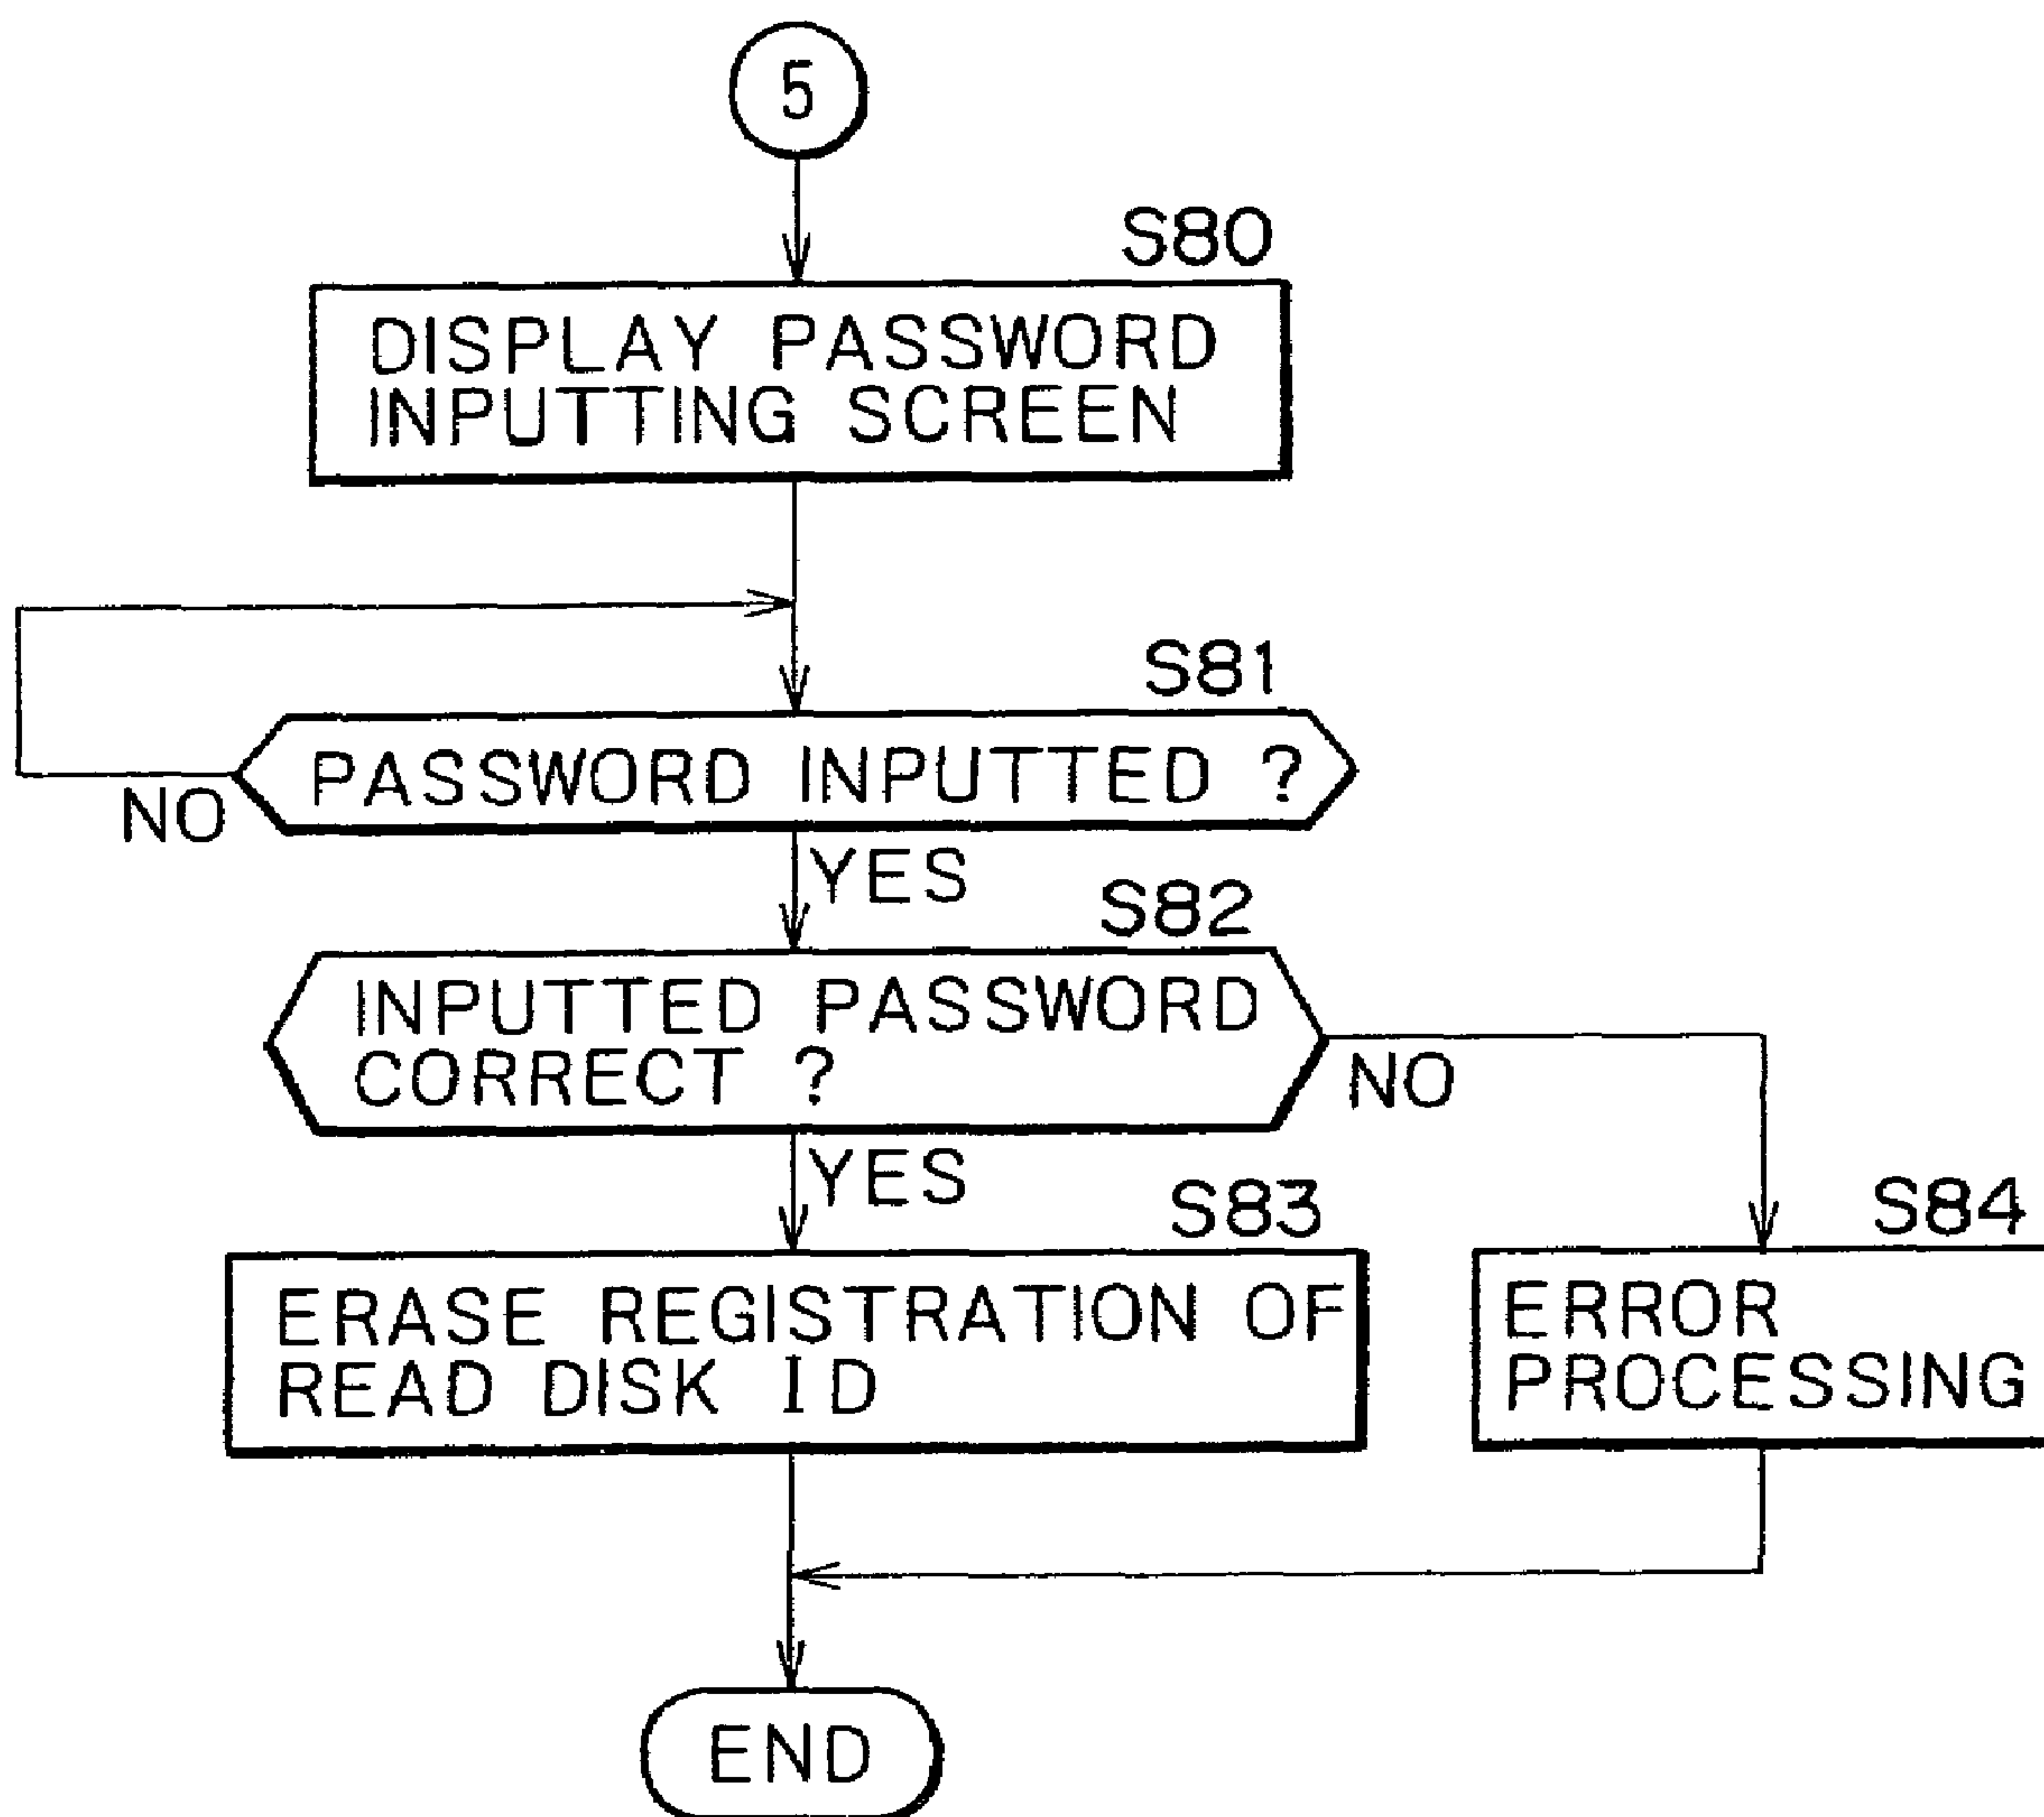 5
S80
DISPLAY PASSWORD
INPUTTING SCREEN
S81
PASSWORD INPUTTED ?
NO
YES
S82
INPUTTED PASSWORD
CORRECT ?
NO
YES
S83
ERASE REGISTRATION OF
READ DISK ID
S84
ERROR
PROCESSING
END